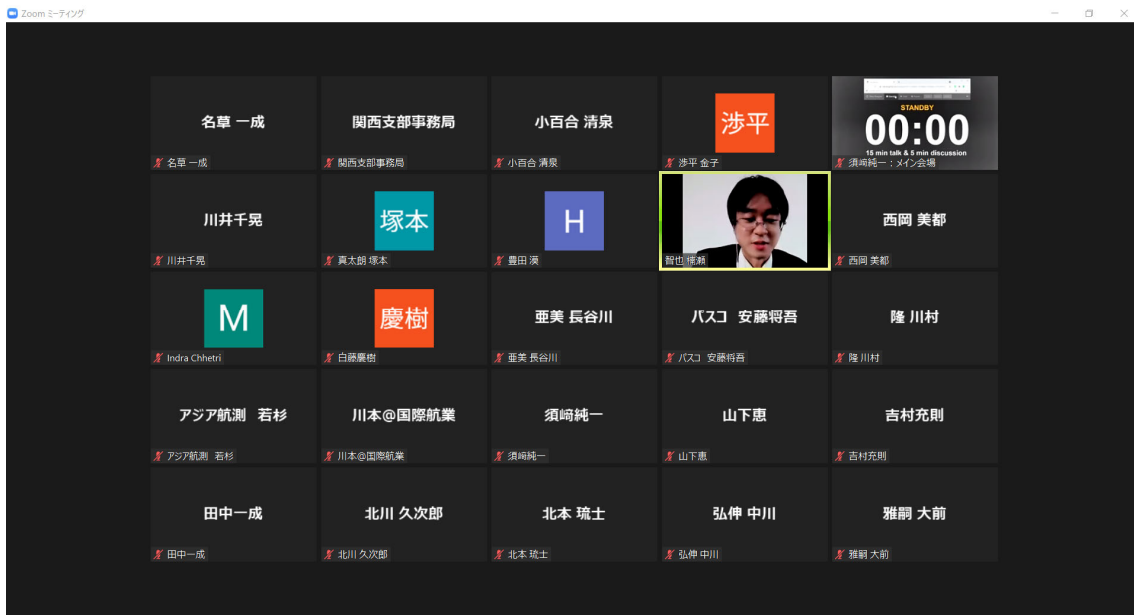 Zoom ミーティング
名草 一成
名草 一成
関西支部事務局
関西支部事務局
小百合 清泉
小百合 清泉
渉平
渉平 金子
STANDBY
00:00
15 min talk & 5 min discussion
須﨑純一：メイン会場
川井千晃
川井千晃
塚本
真太朗 塚本
H
豊田 漠
智也 楠瀬
西岡 美都
西岡 美都
M
Indra Chhetri
慶樹
白藤慶樹
亜美 長谷川
亜美 長谷川
パスコ 安藤将吾
パスコ 安藤将吾
隆 川村
隆 川村
アジア航測 若杉
アジア航測 若杉
川本@国際航業
川本@国際航業
須﨑純一
須﨑純一
山下恵
山下恵
吉村充則
吉村充則
田中一成
田中一成
北川 久次郎
北川 久次郎
北本 琉士
北本 琉士
弘伸 中川
弘伸 中川
雅嗣 大前
雅嗣 大前